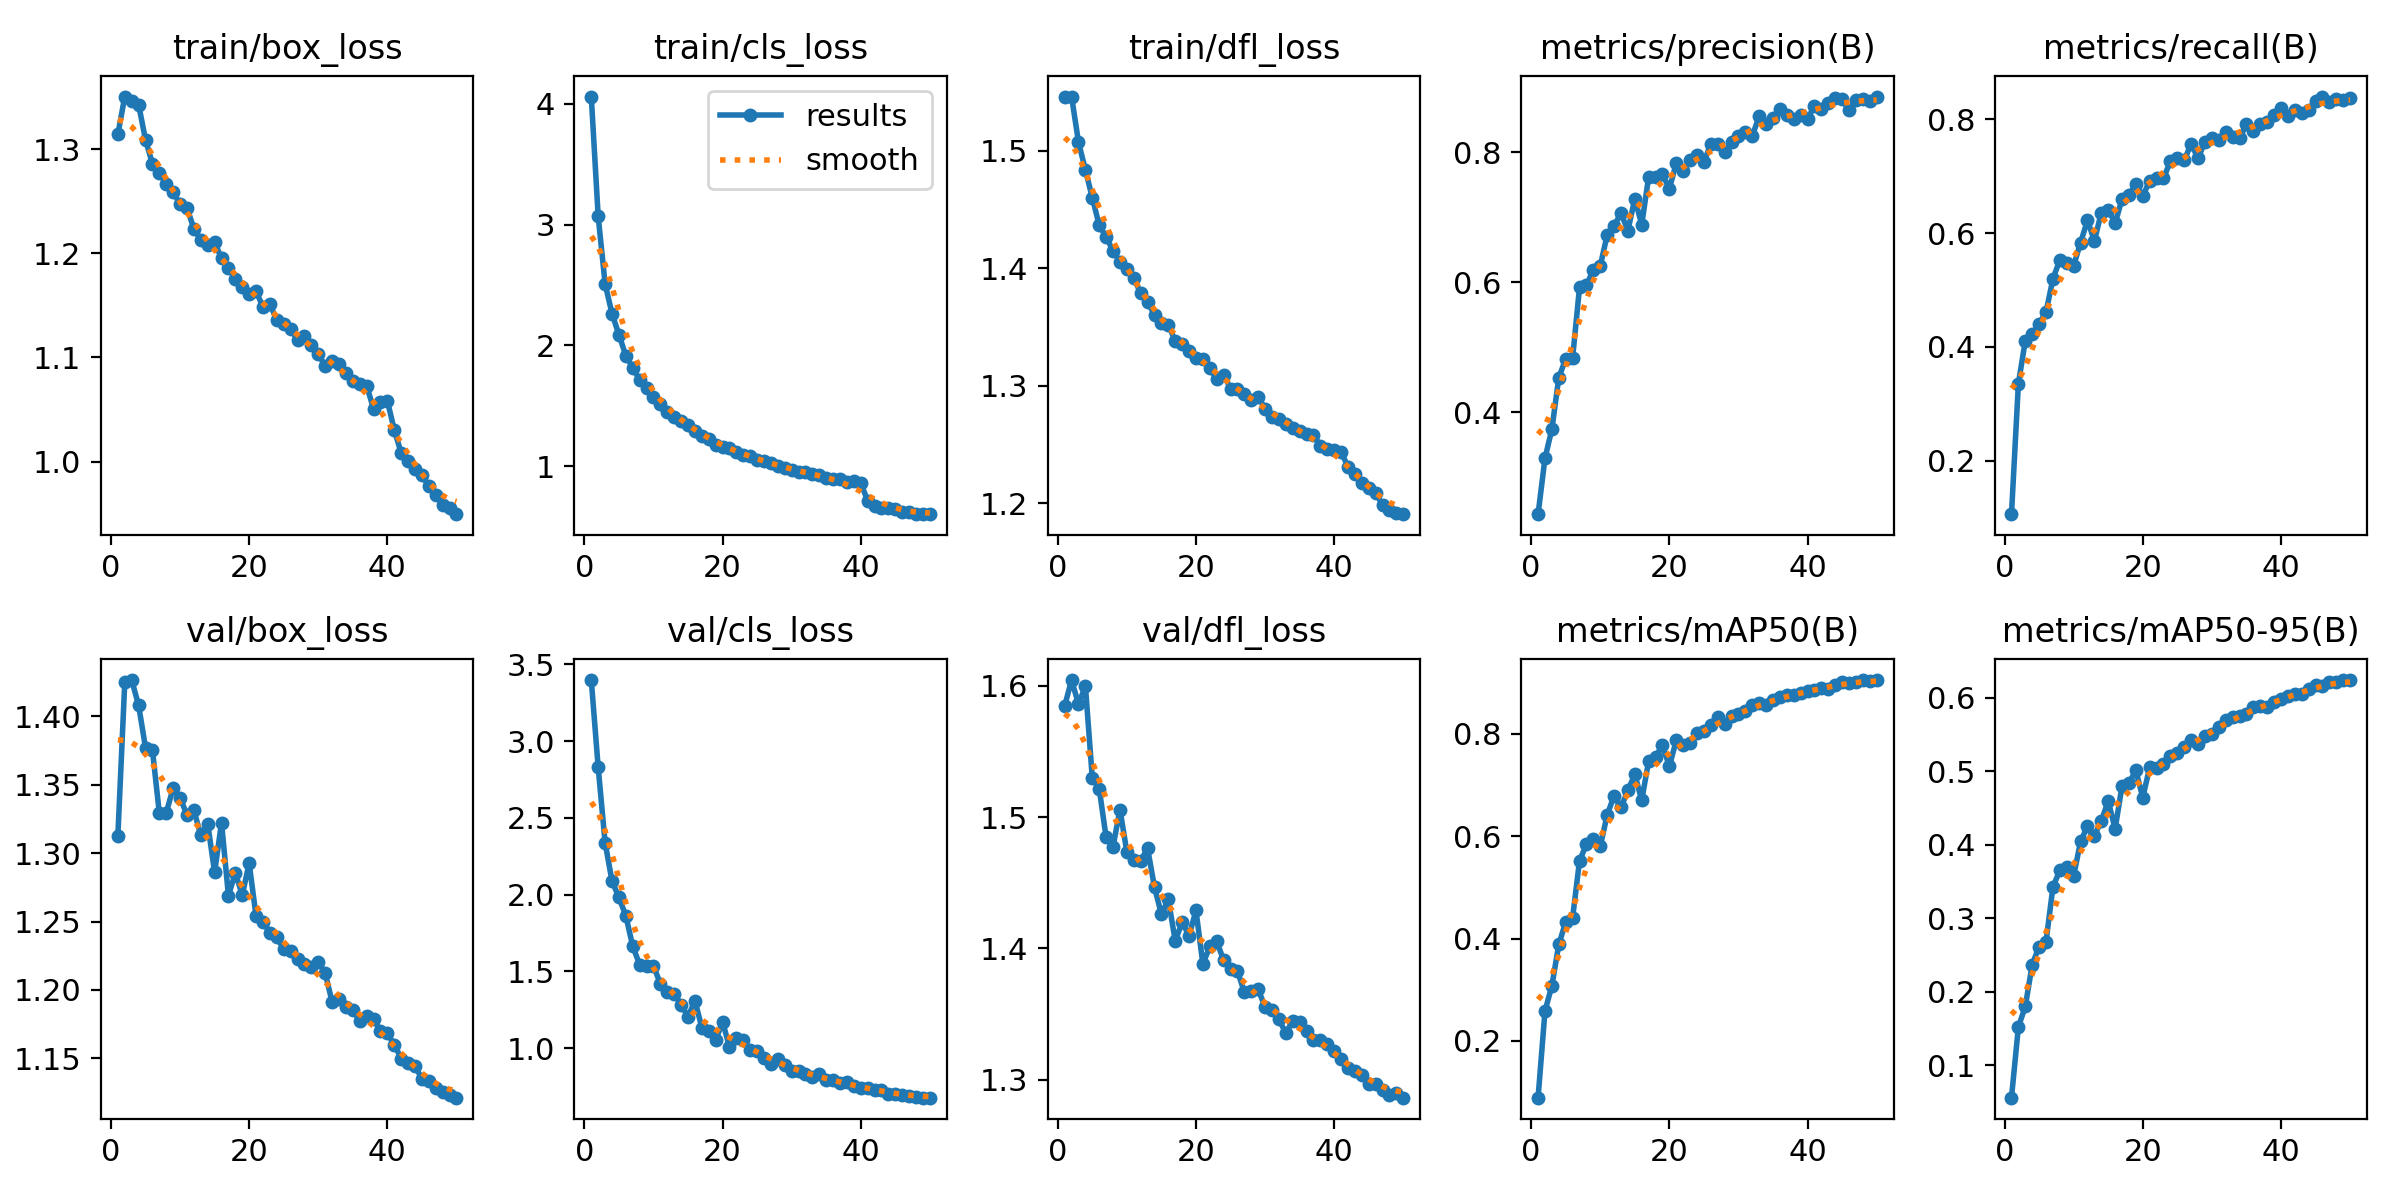 train/box_loss
1.3
1.2
1.1
1.0
0 20 40
train/cls_loss
results
smooth
4
3
2
1
0 20 40
train/dfl_loss
1.5
1.4
1.3
1.2
0 20 40
metrics/precision(B)
0.8
0.6
0.4
0 20 40
metrics/recall(B)
0.8
0.6
0.4
0.2
0 20 40
val/box_loss
1.40
1.35
1.30
1.25
1.20
1.15
0 20 40
val/cls_loss
3.5
3.0
2.5
2.0
1.5
1.0
0 20 40
val/dfl_loss
1.6
1.5
1.4
1.3
0 20 40
metrics/mAP50(B)
0.8
0.6
0.4
0.2
0 20 40
metrics/mAP50-95(B)
0.6
0.5
0.4
0.3
0.2
0.1
0 20 40